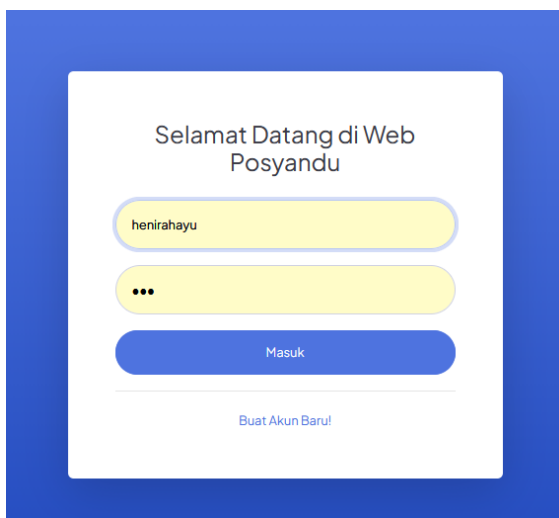 Selamat Datang di Web
Posyandu
henirahayu
•••
Masuk
Buat Akun Baru!